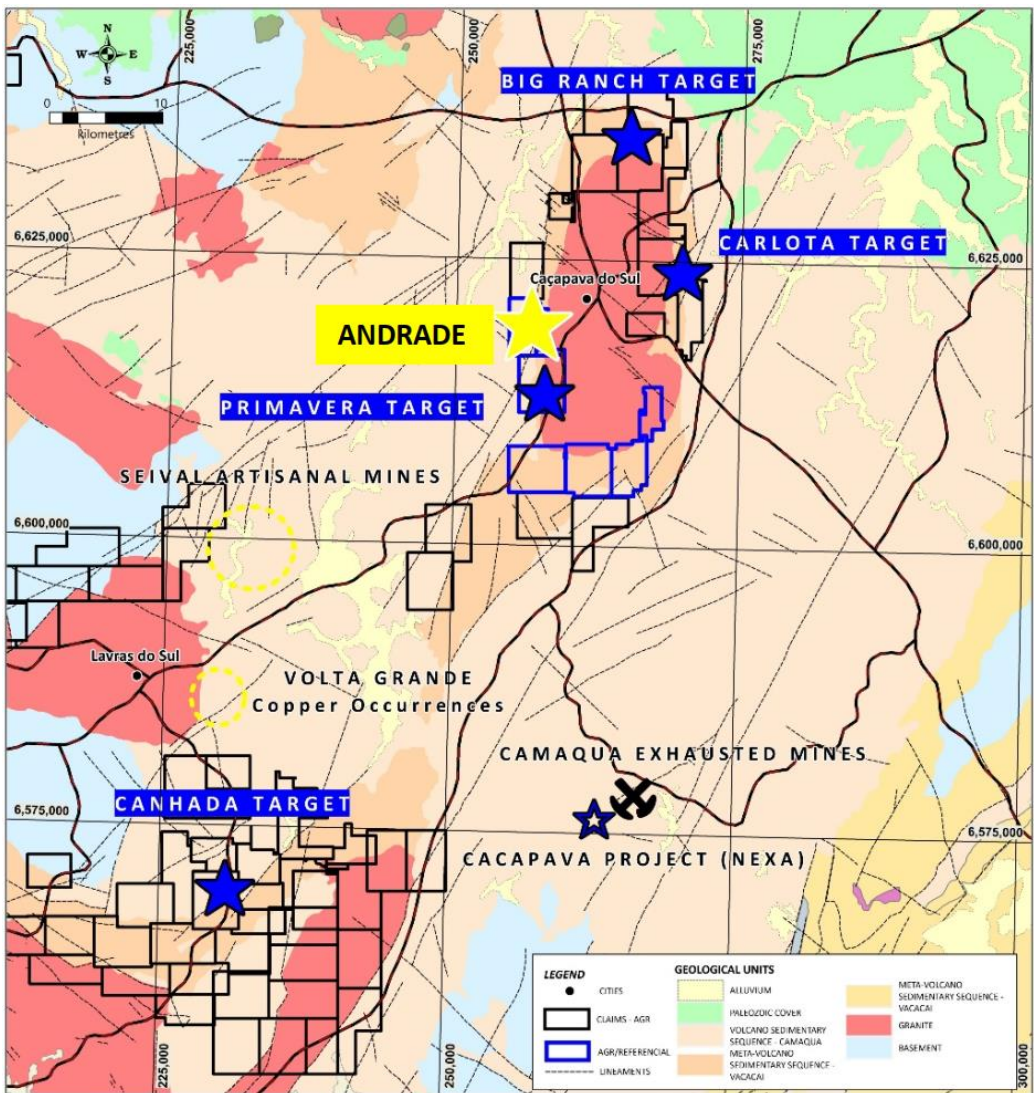 225,000
250,000
275,000
N
W E
S
0 10
Kilometres
BIG RANCH TARGET
6,625,000
6,625,000
CARLOTA TARGET
Caçapava do Sul
ANDRADE
PRIMAVERA TARGET
SEIVAL ARTISANAL MINES
6,600,000
6,600,000
Lavras do Sul
VOLTA GRANDE
Copper Occurrences
CAMAQUA EXHAUSTED MINES
CANHADA TARGET
6,575,000
6,575,000
CACAPAVA PROJECT (NEXA)
LEGEND
CITIES
CLAIMS - AGR
AGR/REFERENCIAL
LINEAMENTS
GEOLOGICAL UNITS
ALLUVIUM
PALEOZOIC COVER
VOLCANO SEDIMENTARY
SEQUENCE - CAMAQUA
META-VOLCANO
SEDIMENTARY SEQUENCE -
VACACAI
META-VOLCANO
SEDIMENTARY SEQUENCE -
VACACAI
GRANITE
BASEMENT
225,000
250,000
300,000